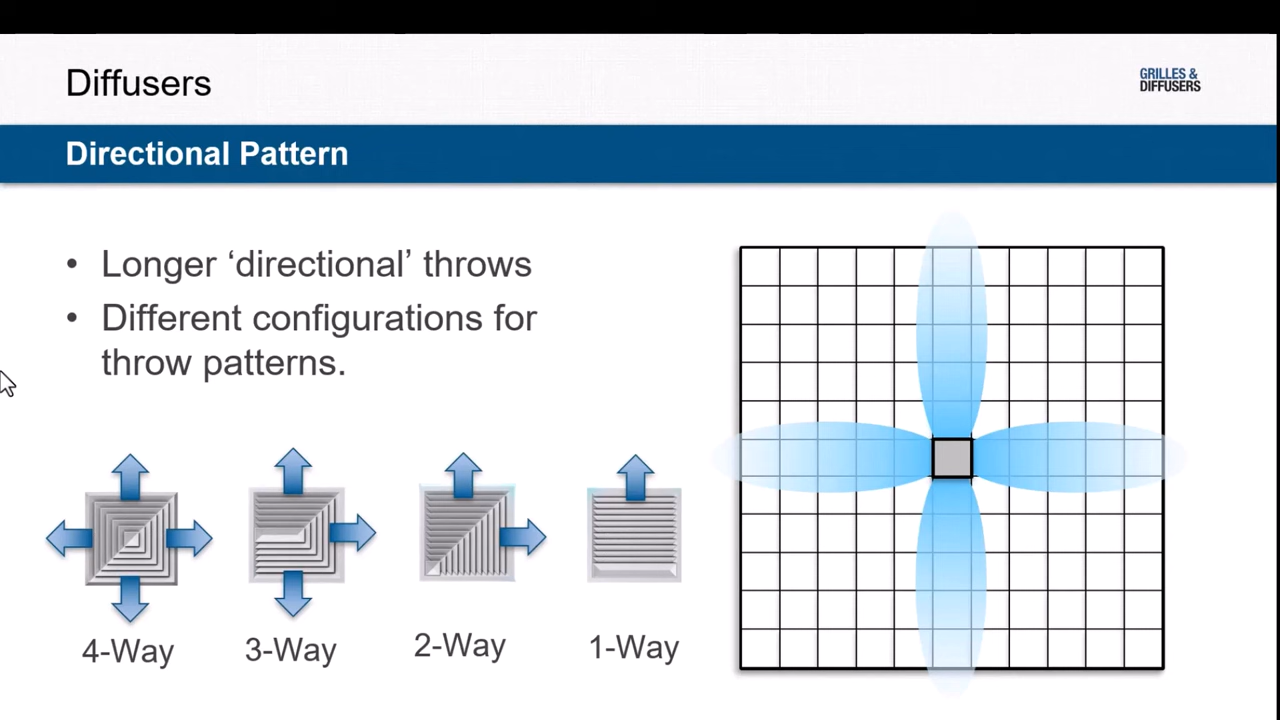 Diffusers
GRILLES &
DIFFUSERS
Directional Pattern
• Longer ‘directional’ throws
• Different configurations for
throw patterns.
4-Way
3-Way
2-Way
1-Way